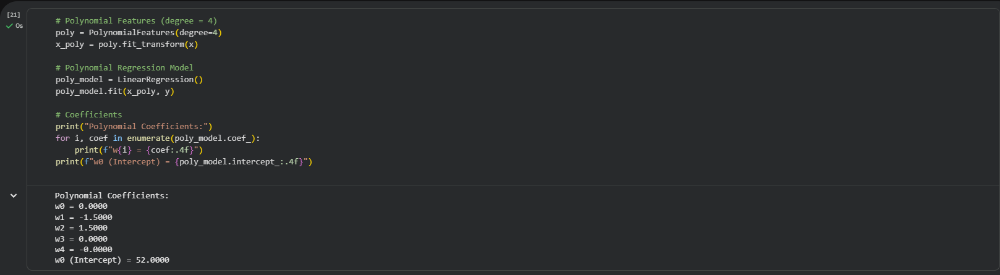 [21]
0s
# Polynomial Features (degree = 4)
poly = PolynomialFeatures(degree=4)
x_poly = poly.fit_transform(x)
# Polynomial Regression Model
poly_model = LinearRegression()
poly_model.fit(x_poly, y)
# Coefficients
print("Polynomial Coefficients:")
for i, coef in enumerate(poly_model.coef_):
    print(f"w{i} = {coef:.4f}")
print(f"w0 (Intercept) = {poly_model.intercept_:.4f}")
Polynomial Coefficients:
w0 = 0.0000
w1 = -1.5000
w2 = 1.5000
w3 = 0.0000
w4 = -0.0000
w0 (Intercept) = 52.0000